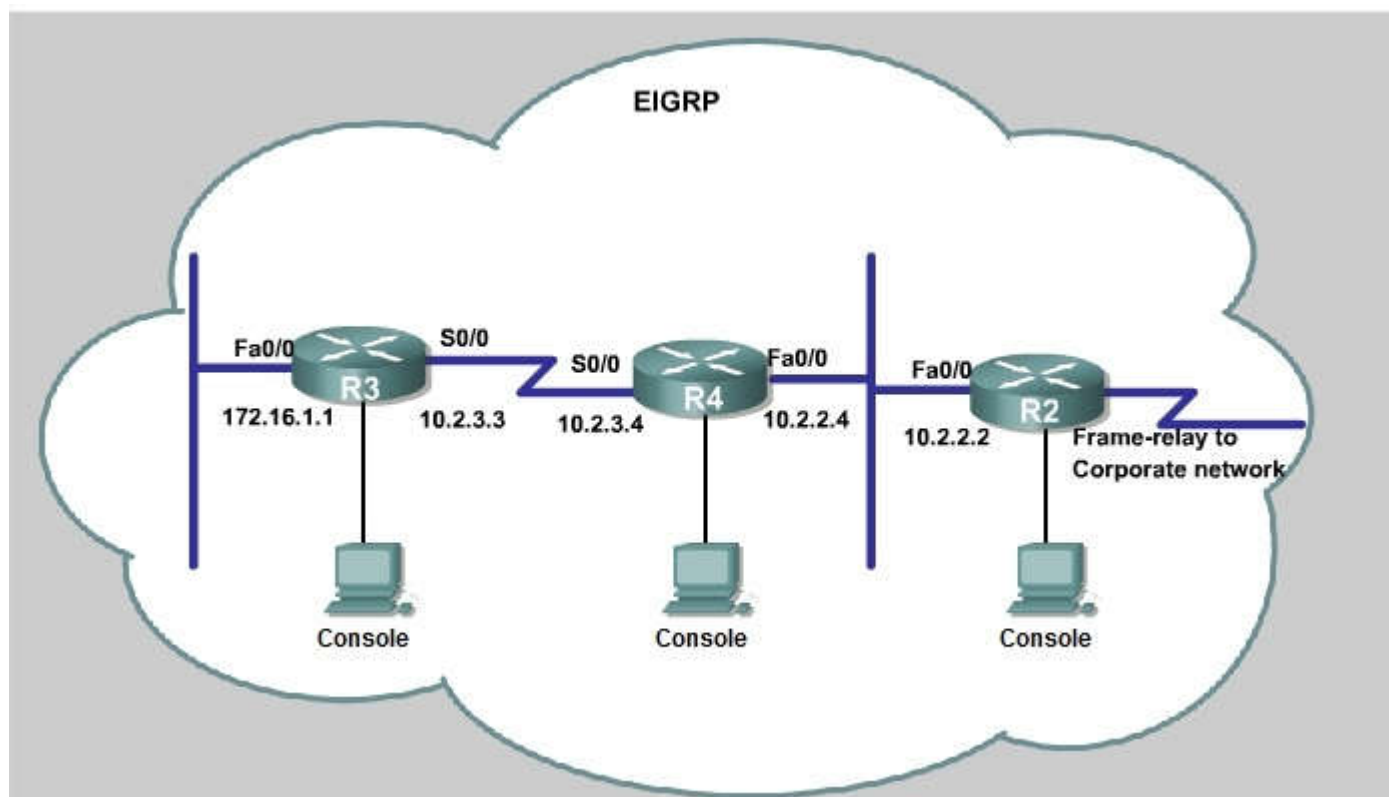 EIGRP
Fa0/0
S0/0
R3
172.16.1.1
10.2.3.3
S0/0
10.2.3.4
R4
Fa0/0
10.2.2.4
Fa0/0
10.2.2.2
R2
Frame-relay to
Corporate network
Console
Console
Console